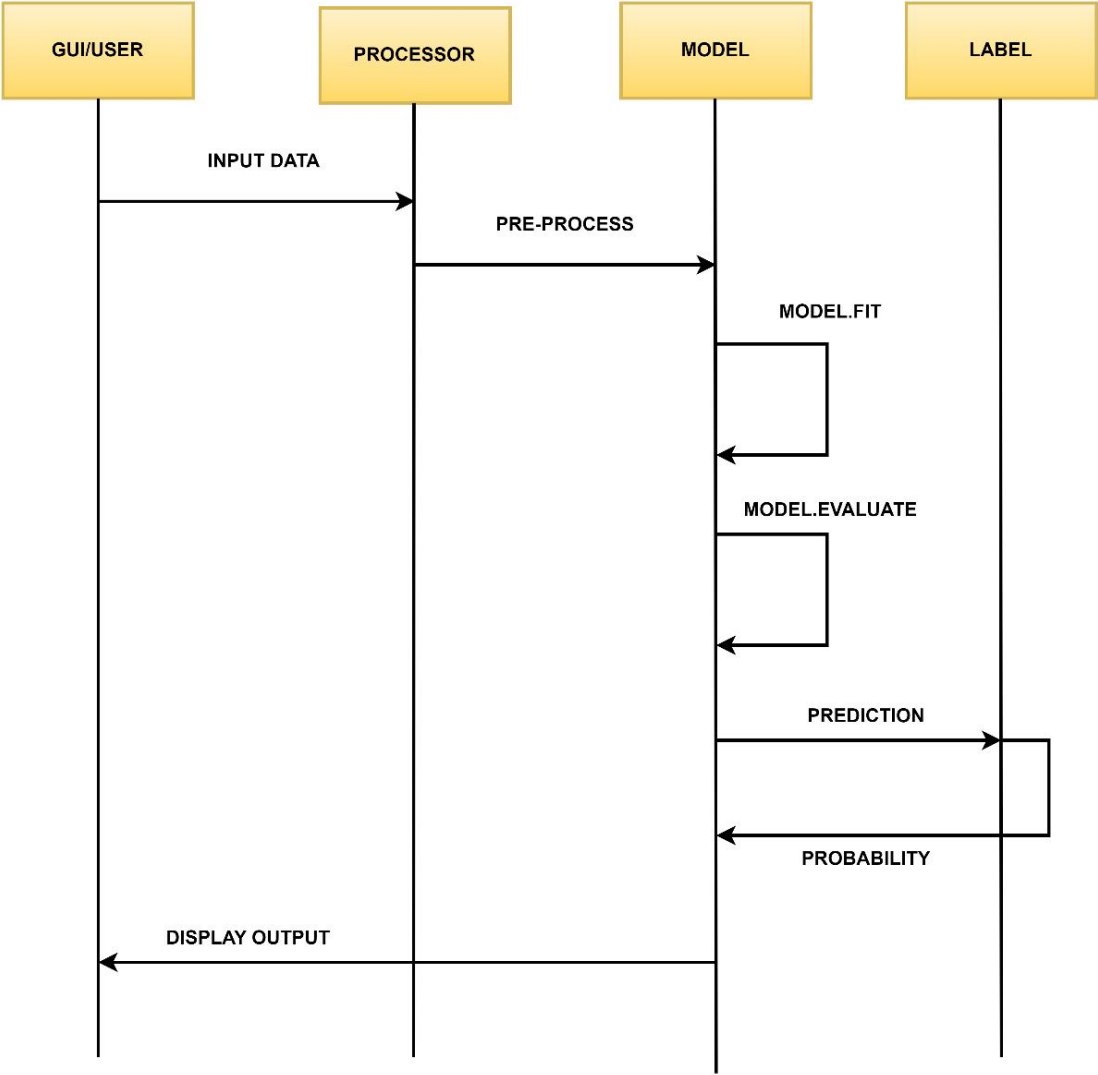 GUI/USER
PROCESSOR
MODEL
LABEL
INPUT DATA
PRE-PROCESS
MODEL.FIT
MODEL.EVALUATE
PREDICTION
PROBABILITY
DISPLAY OUTPUT